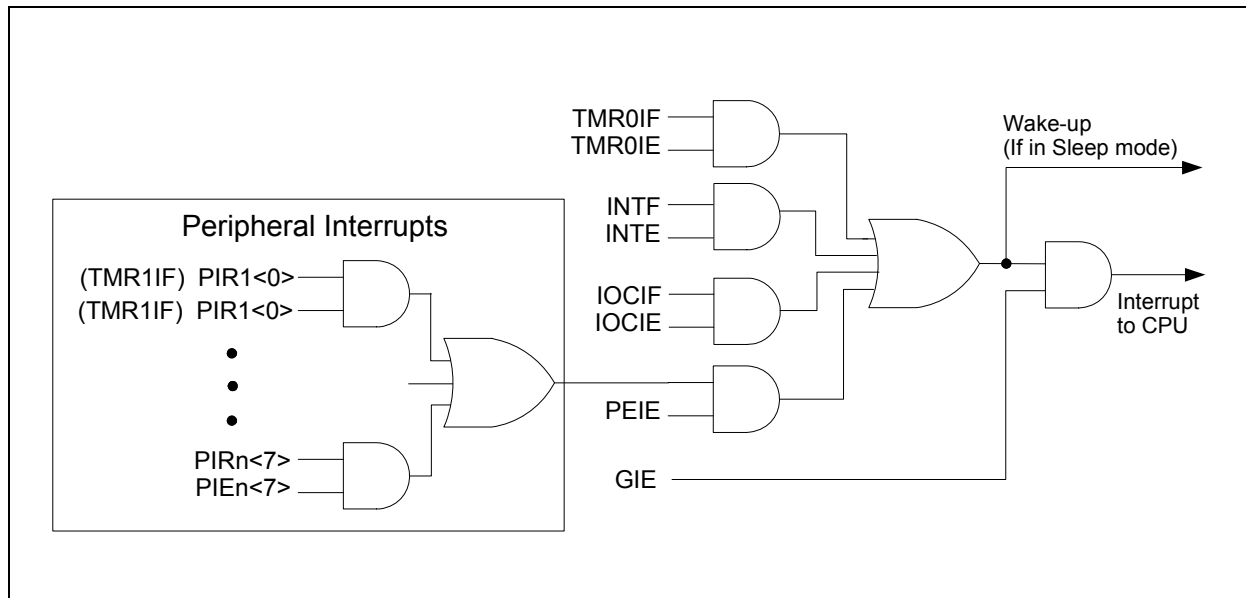 TMR0IF
TMR0IE
Wake-up
(If in Sleep mode)
INTF
INTE
Peripheral Interrupts
(TMR1IF) PIR1<0>
(TMR1IF) PIR1<0>
IOCIF
IOCIE
Interrupt
to CPU
PEIE
PIRn<7>
PIEn<7>
GIE